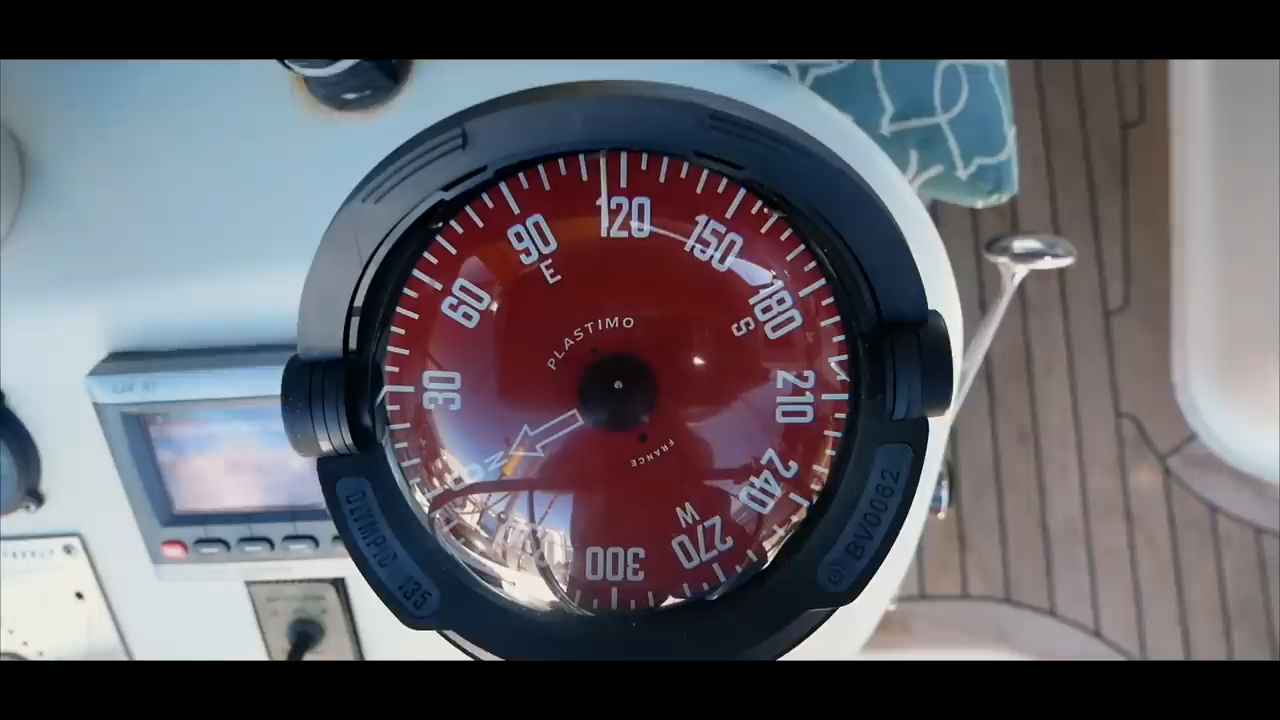 120
90
150
E
60
180
S
PLASTIMO
30
210
N
FRANCE
240
W
270
300
OLYMPIC 135
BV0062